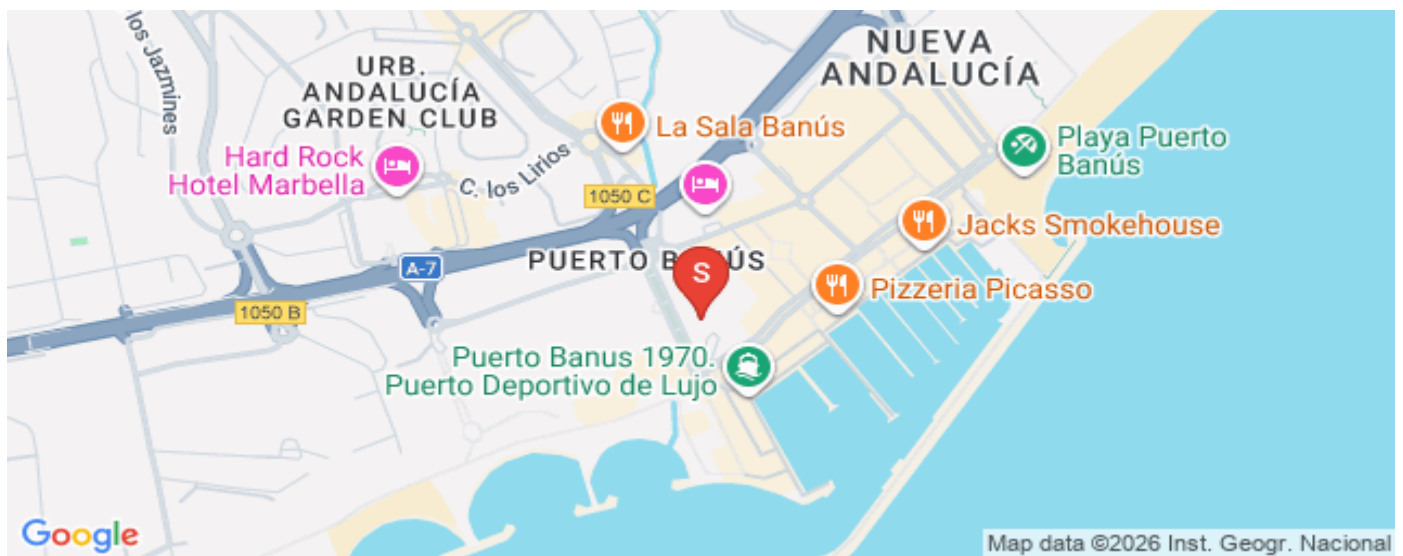 los Jazmines
URB.
ANDALUCÍA
GARDEN CLUB
NUEVA
ANDALUCÍA
La Sala Banús
Playa Puerto
Banús
Hard Rock
Hotel Marbella
C. los Lirios
1050 C
Jacks Smokehouse
PUERTO B ÚS
S
A-7
Pizzeria Picasso
1050 B
Puerto Banus 1970.
Puerto Deportivo de Lujo
Google
Map data ©2026 Inst. Geogr. Nacional